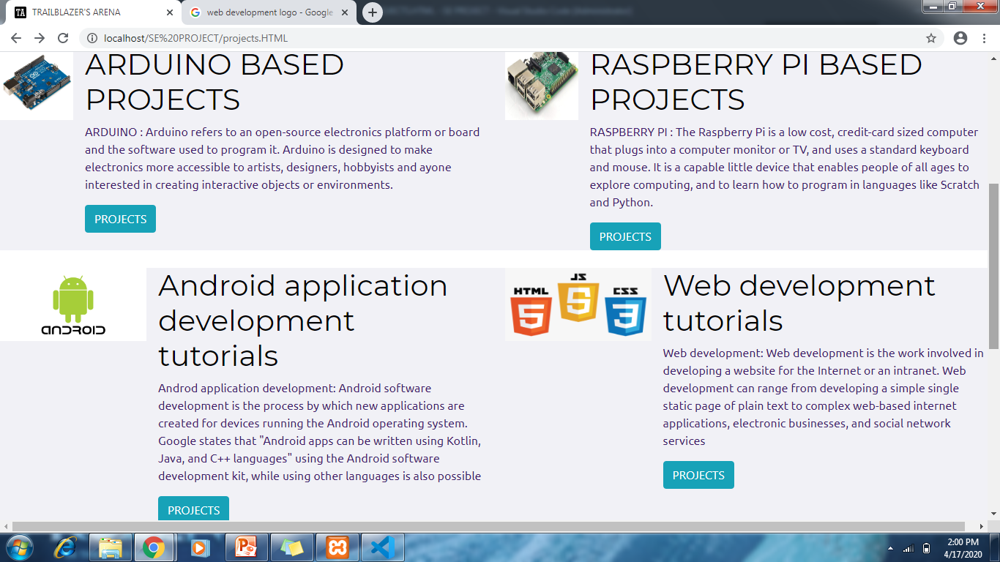 TRAILBLAZER'S ARENA
web development logo - Google
localhost/SE%20PROJECT/projects.HTML
ARDUINO BASED
PROJECTS
ARDUINO : Arduino refers to an open-source electronics platform or board
and the software used to program it. Arduino is designed to make
electronics more accessible to artists, designers, hobbyists and ayone
interested in creating interactive objects or environments.
PROJECTS
RASPBERRY PI BASED
PROJECTS
RASPBERRY PI : The Raspberry Pi is a low cost, credit-card sized computer
that plugs into a computer monitor or TV, and uses a standard keyboard
and mouse. It is a capable little device that enables people of all ages to
explore computing, and to learn how to program in languages like Scratch
and Python.
PROJECTS
ANDROID
Android application
development
tutorials
Androd application development: Android software
development is the process by which new applications are
created for devices running the Android operating system.
Google states that "Android apps can be written using Kotlin,
Java, and C++ languages" using the Android software
development kit, while using other languages is also possible
PROJECTS
HTML JS CSS
5 5 3
Web development
tutorials
Web development: Web development is the work involved in
developing a website for the Internet or an intranet. Web
development can range from developing a simple single
static page of plain text to complex web-based internet
applications, electronic businesses, and social network
services
PROJECTS
2:00 PM
4/17/2020